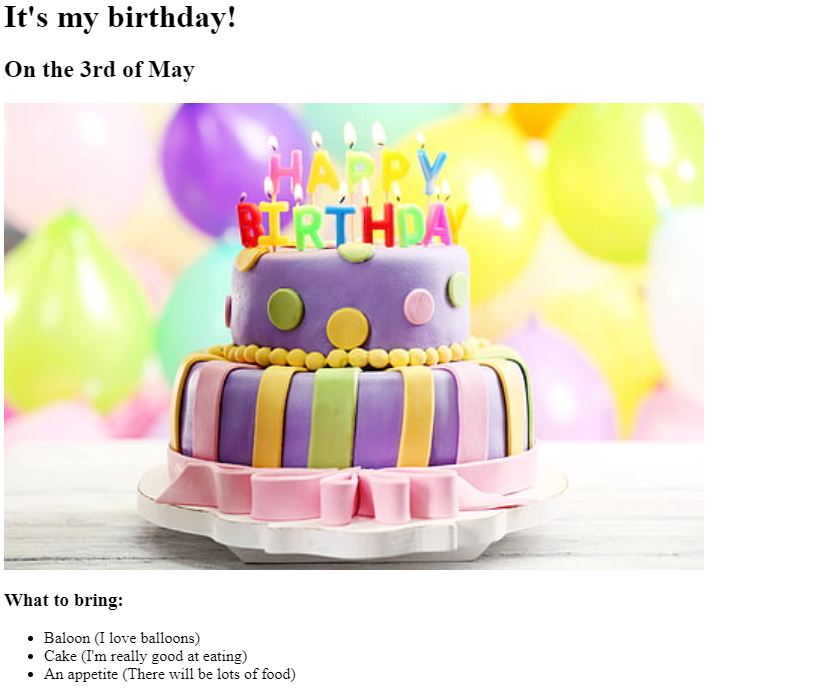 It's my birthday!
On the 3rd of May
HAPPY
BIRTHDAY
What to bring:
Baloon (I love balloons)
Cake (I'm really good at eating)
An appetite (There will be lots of food)